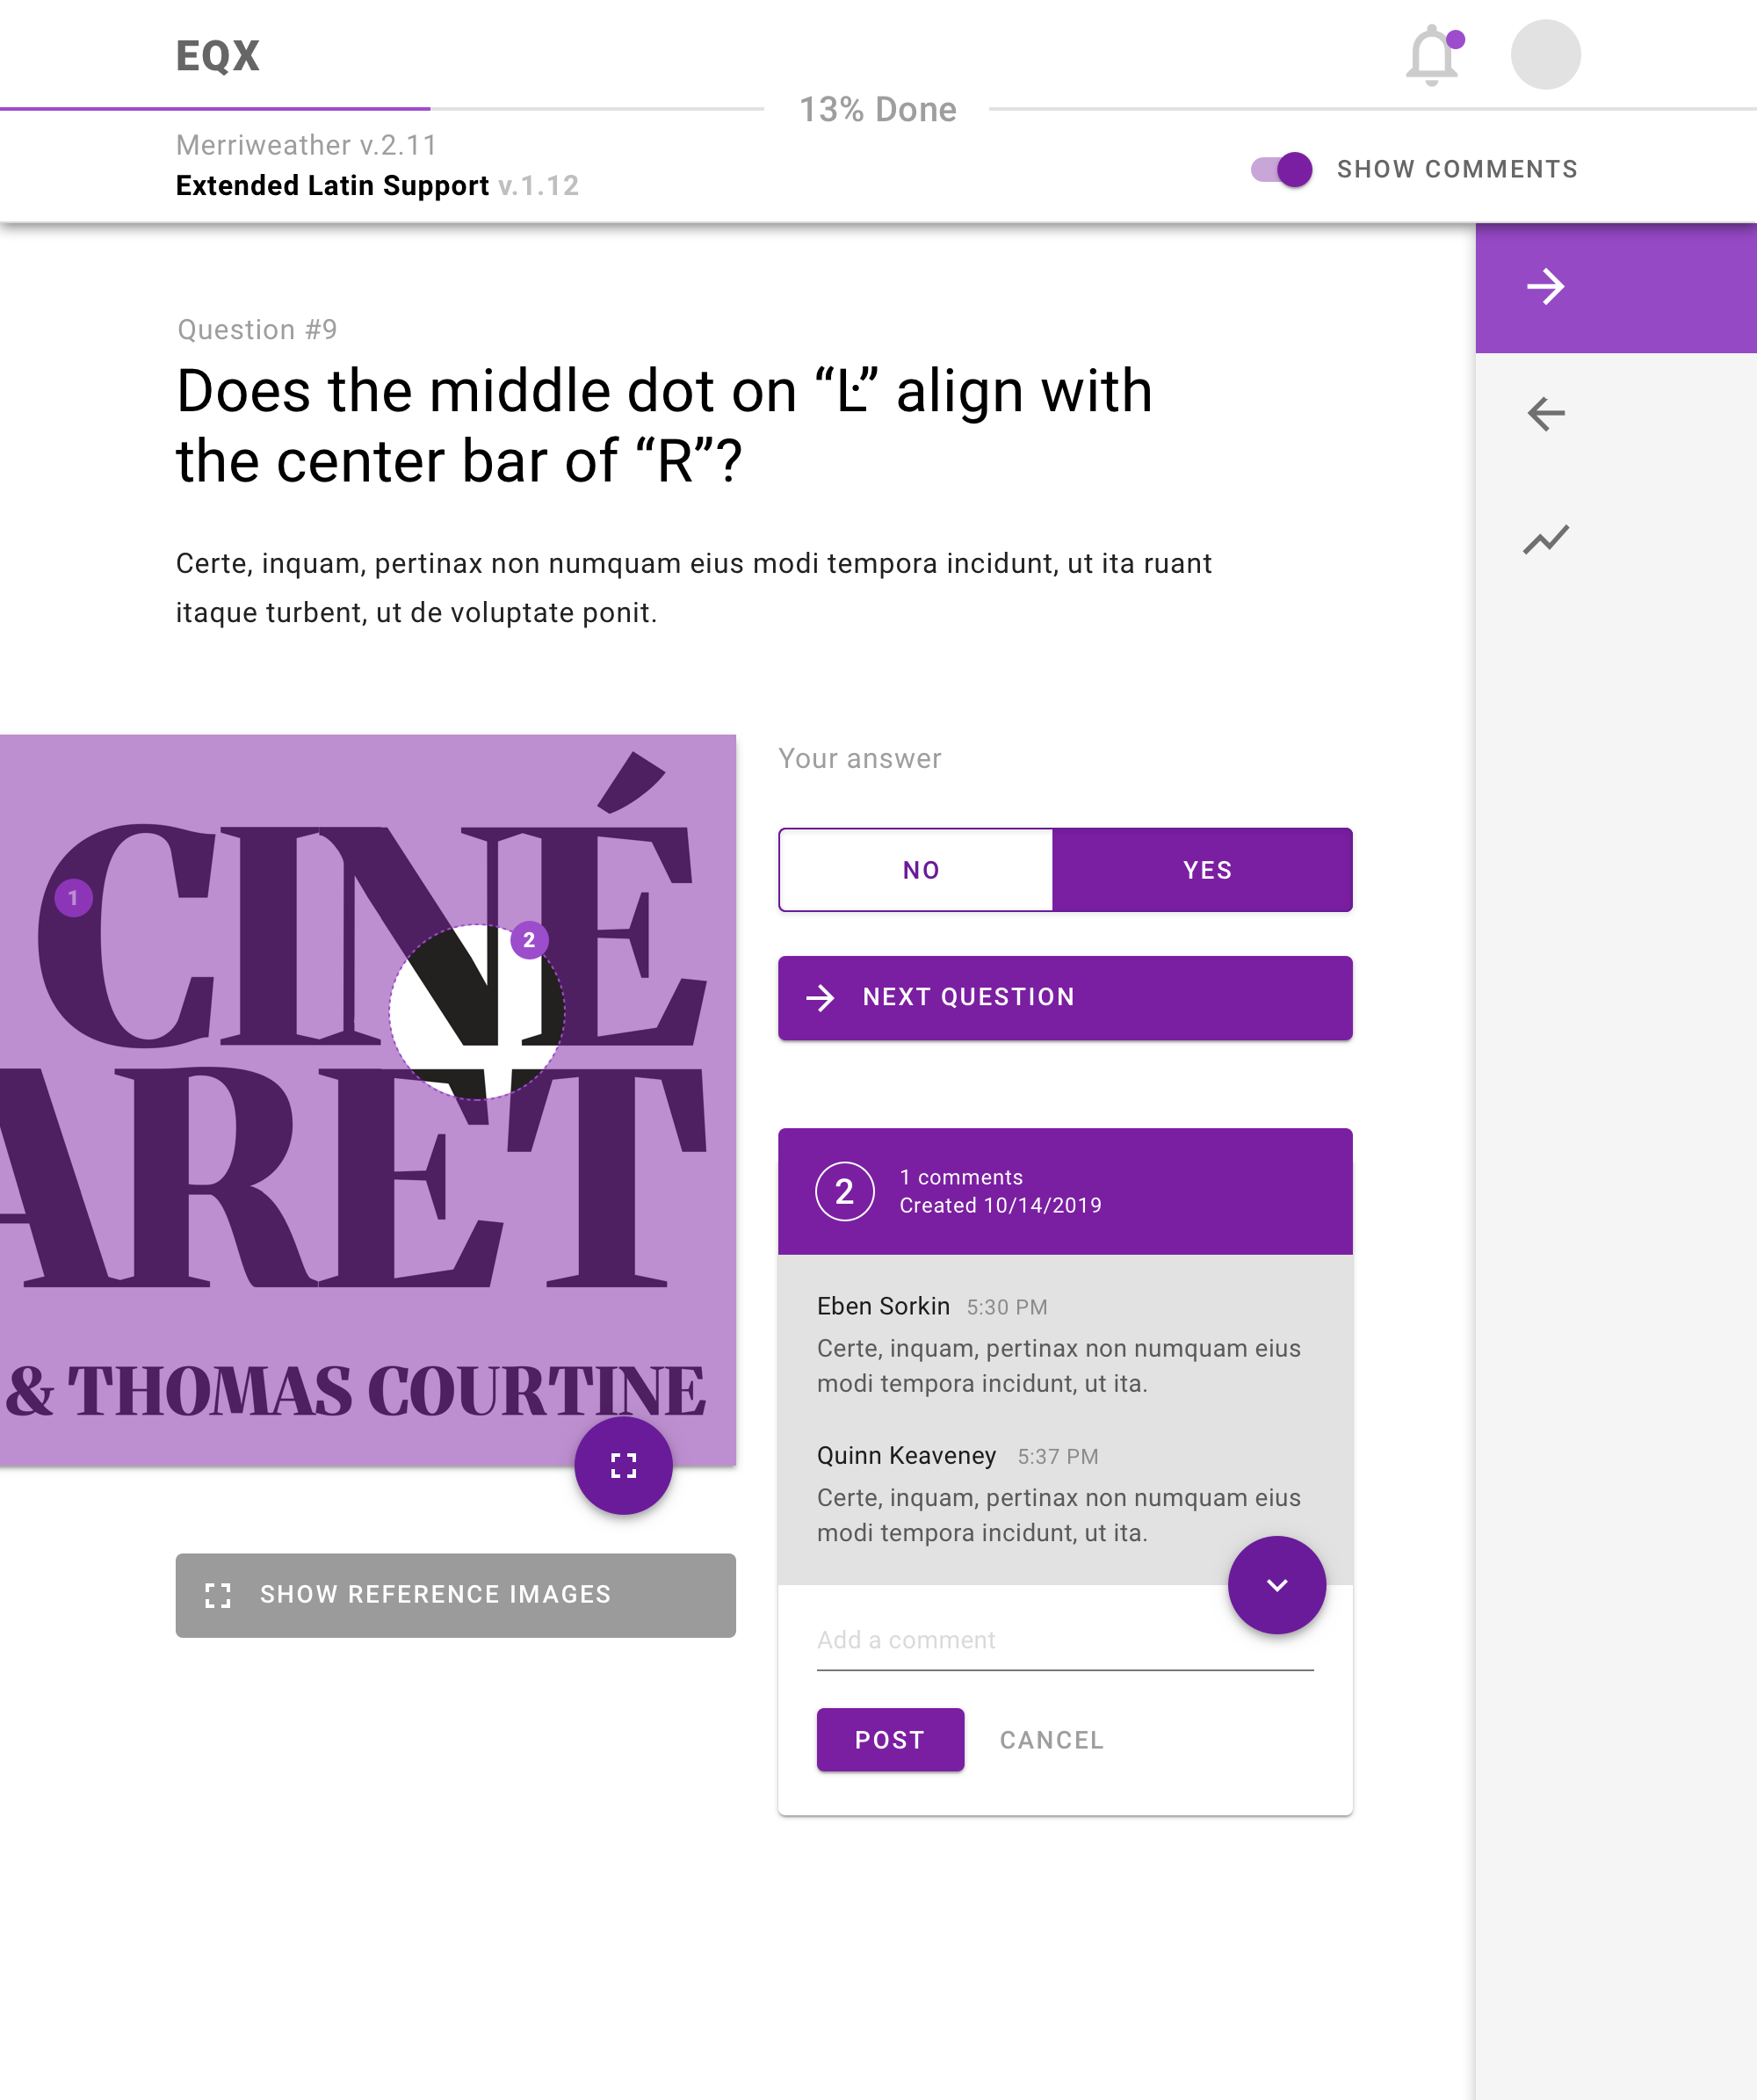 EQX
13% Done
Merriweather v.2.11
Extended Latin Support v.1.12
SHOW COMMENTS
Question #9
Does the middle dot on “Ŀ” align with
the center bar of “R”?
Certe, inquam, pertinax non numquam eius modi tempora incidunt, ut ita ruant
itaque turbent, ut de voluptate ponit.
CINÉ
1
2
ARET
& THOMAS COURTINE
SHOW REFERENCE IMAGES
Your answer
NO YES
NEXT QUESTION
2
1 comments
Created 10/14/2019
Eben Sorkin 5:30 PM
Certe, inquam, pertinax non numquam eius
modi tempora incidunt, ut ita.
Quinn Keaveney 5:37 PM
Certe, inquam, pertinax non numquam eius
modi tempora incidunt, ut ita.
Add a comment
POST CANCEL